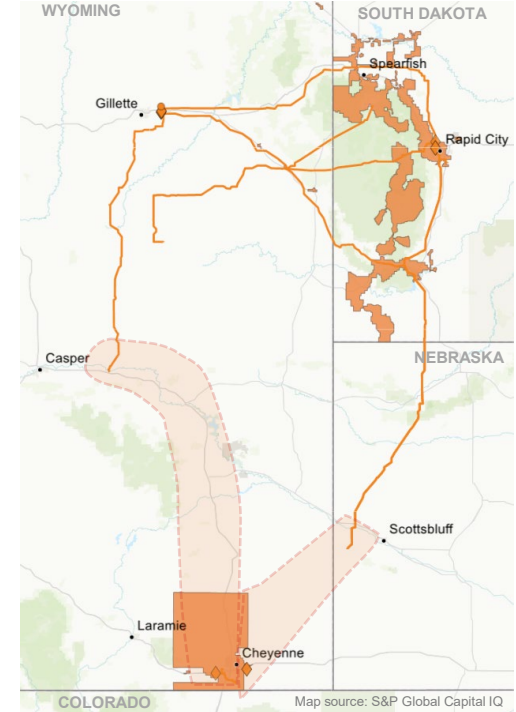 WYOMING
SOUTH DAKOTA
Spearfish
Gillette
Rapid City
Casper
NEBRASKA
Scottsbluff
Laramie
Cheyenne
COLORADO
Map source: S&P Global Capital IQ